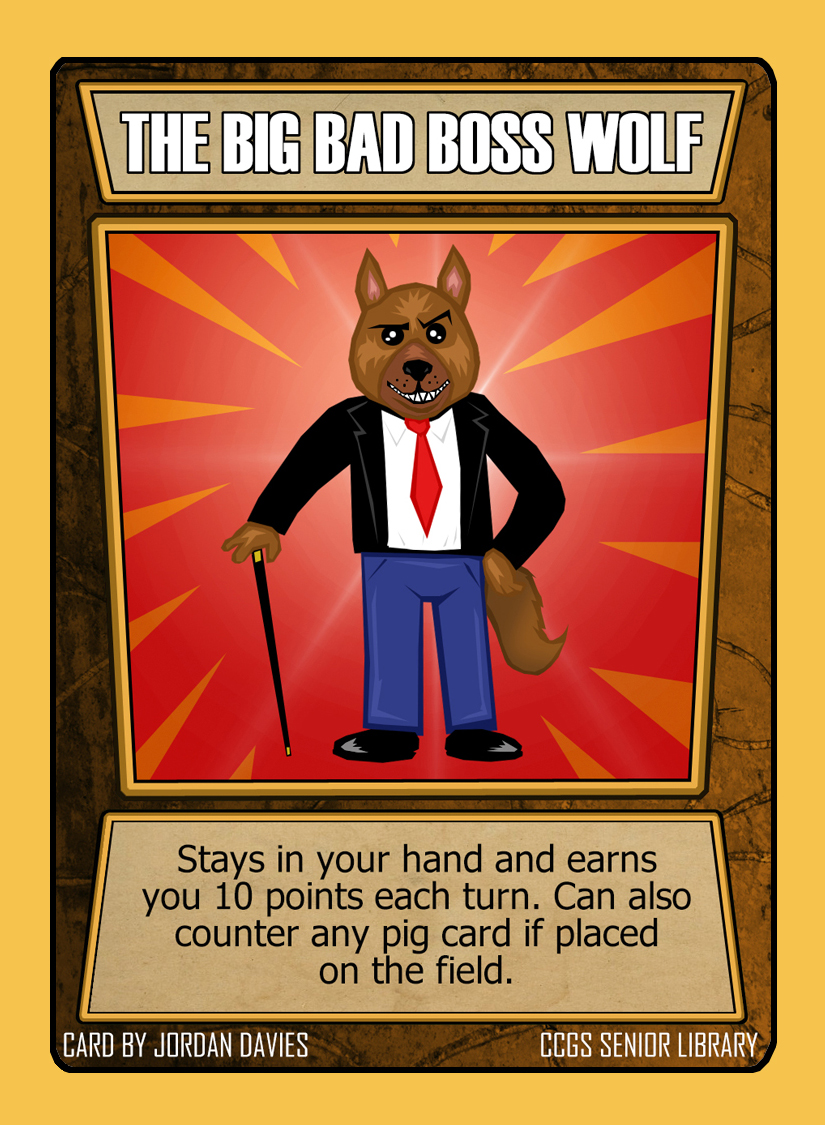 THE BIG BAD BOSS WOLF
Stays in your hand and earns
you 10 points each turn. Can also
counter any pig card if placed
on the field.
CARD BY JORDAN DAVIES
CCGS SENIOR LIBRARY